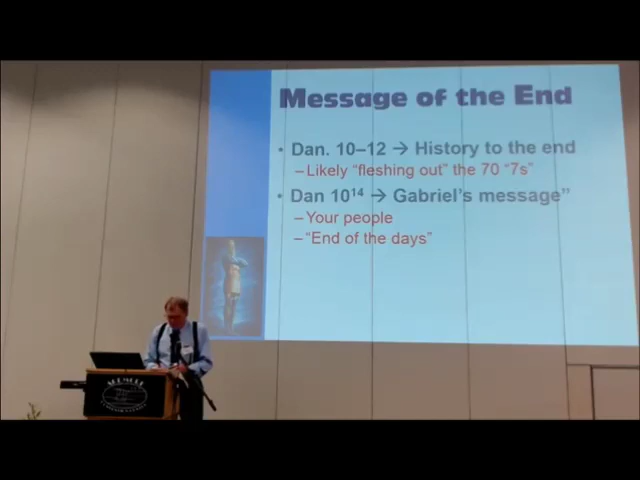 Message of the End
• Dan. 10–12 → History to the end
– Likely "fleshing out" the 70 "7s"
• Dan 10¹⁴ → Gabriel's message"
– Your people
– "End of the days"